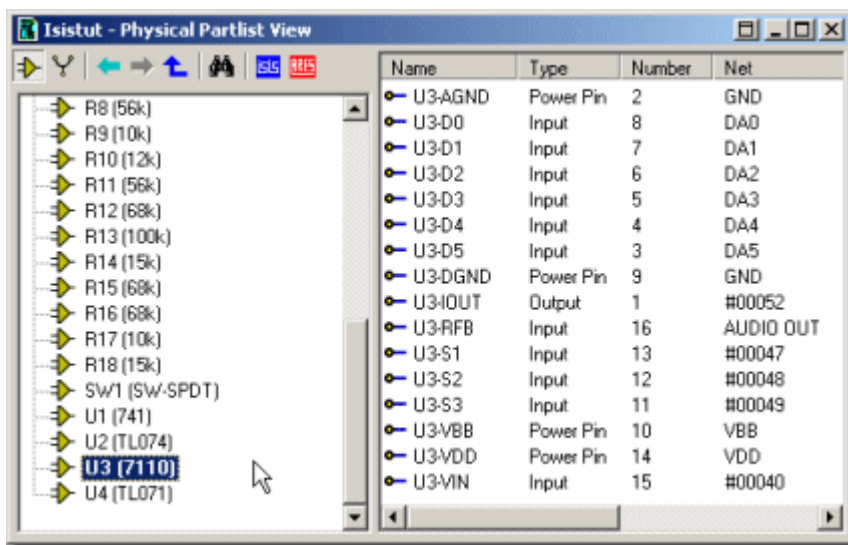 Isistut - Physical Partlist View
ISIS ARES
R8 (56k)
R9 (10k)
R10 (12k)
R11 (56k)
R12 (68k)
R13 (100k)
R14 (15k)
R15 (68k)
R16 (68k)
R17 (10k)
R18 (15k)
SW1 (SW-SPDT)
U1 (741)
U2 (TL074)
U3 (7110)
U4 (TL071)
Name Type Number Net
U3-AGND Power Pin 2 GND
U3-D0 Input 8 DA0
U3-D1 Input 7 DA1
U3-D2 Input 6 DA2
U3-D3 Input 5 DA3
U3-D4 Input 4 DA4
U3-D5 Input 3 DA5
U3-DGND Power Pin 9 GND
U3-IOUT Output 1 #00052
U3-RFB Input 16 AUDIO OUT
U3-S1 Input 13 #00047
U3-S2 Input 12 #00048
U3-S3 Input 11 #00049
U3-VBB Power Pin 10 VBB
U3-VDD Power Pin 14 VDD
U3-VIN Input 15 #00040